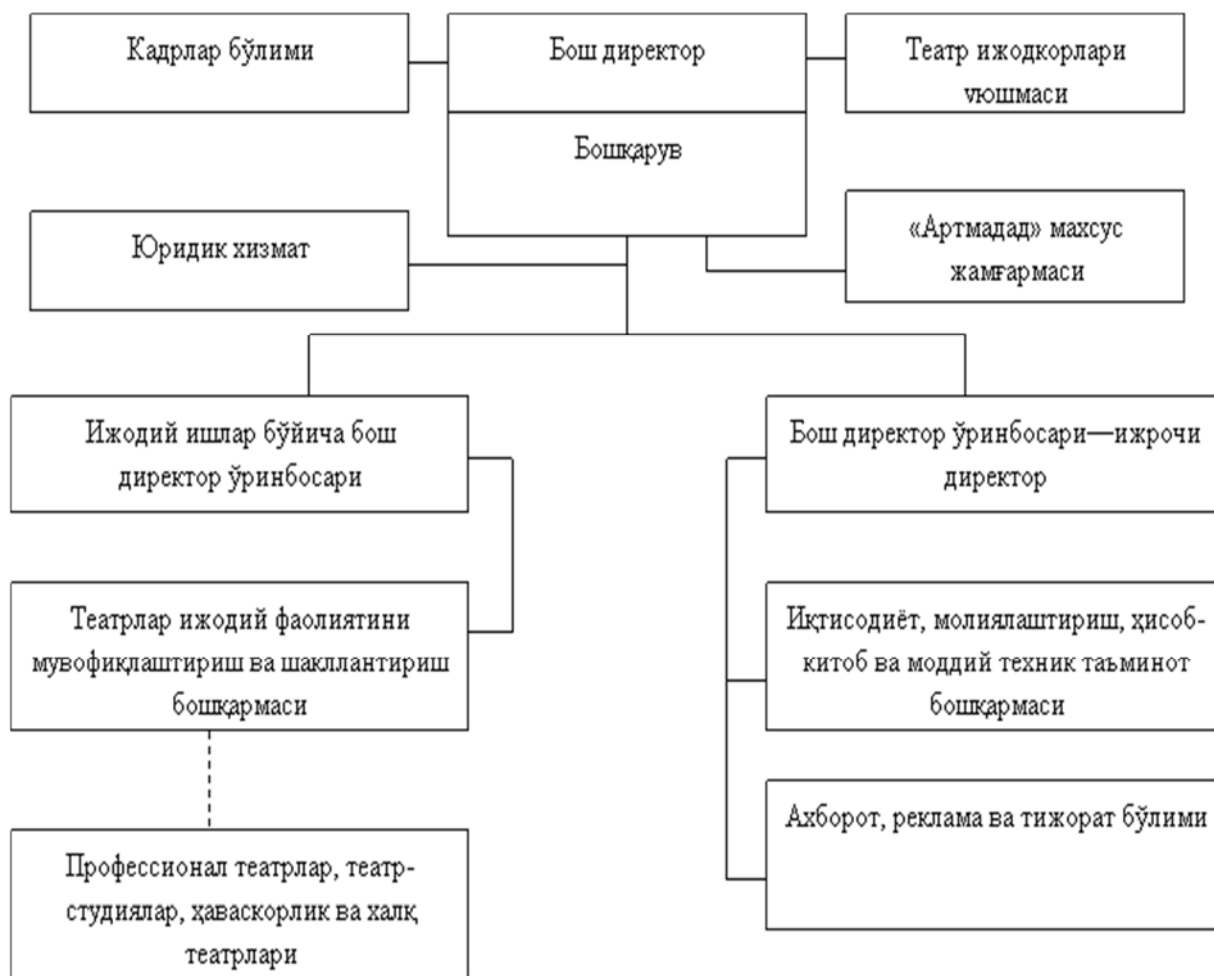 Кадрлар бўлими
Бош директор
Театр ижодкорлари
уюшмаси
Бошқарув
Юридик хизмат
«Артмадад» махсус
жамғармаси
Ижодий ишлар бўйича бош
директор ўринбосари
Бош директор ўринбосари—ижрочи
директор
Театрлар ижодий фаолиятини
мувофиқлаштириш ва шакллантириш
бошқармаси
Иқтисодиёт, молиялаштириш, ҳисоб-
китоб ва моддий техник таъминот
бошқармаси
Ахборот, реклама ва тижорат бўлими
Профессионал театрлар, театр-
студиялар, ҳаваскорлик ва халқ
театрлари